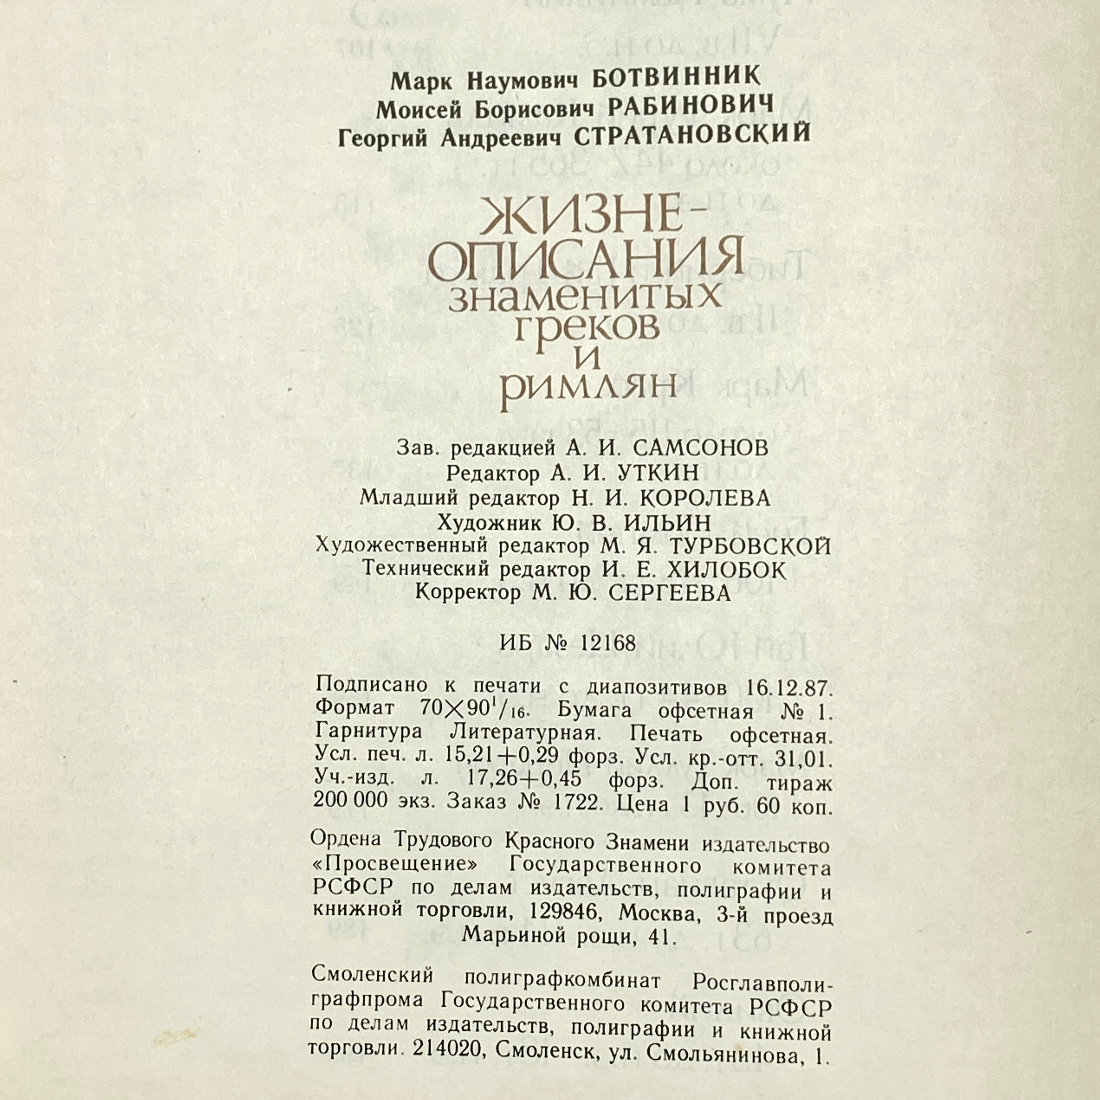 Марк Наумович БОТВИННИК
Моисей Борисович РАБИНОВИЧ
Георгий Андреевич СТРАТАНОВСКИЙ
ЖИЗНЕ-
ОПИСАНИЯ
знаменитых
греков
и
римлян
Зав. редакцией А. И. САМСОНОВ
Редактор А. И. УТКИН
Младший редактор Н. И. КОРОЛЕВА
Художник Ю. В. ИЛЬИН
Художественный редактор М. Я. ТУРБОВСКОЙ
Технический редактор И. Е. ХИЛОБОК
Корректор М. Ю. СЕРГЕЕВА
ИБ № 12168
Подписано к печати с диапозитивов 16.12.87.
Формат 70×90¹/₁₆. Бумага офсетная № 1.
Гарнитура Литературная. Печать офсетная.
Усл. печ. л. 15,21+0,29 форз. Усл. кр.-отт. 31,01.
Уч.-изд. л. 17,26+0,45 форз. Доп. тираж
200 000 экз. Заказ № 1722. Цена 1 руб. 60 коп.
Ордена Трудового Красного Знамени издательство
«Просвещение» Государственного комитета
РСФСР по делам издательств, полиграфии и
книжной торговли, 129846, Москва, 3-й проезд
Марьиной рощи, 41.
Смоленский полиграфкомбинат Росглавполи-
графпрома Государственного комитета РСФСР
по делам издательств, полиграфии и книжной
торговли. 214020, Смоленск, ул. Смольянинова, 1.